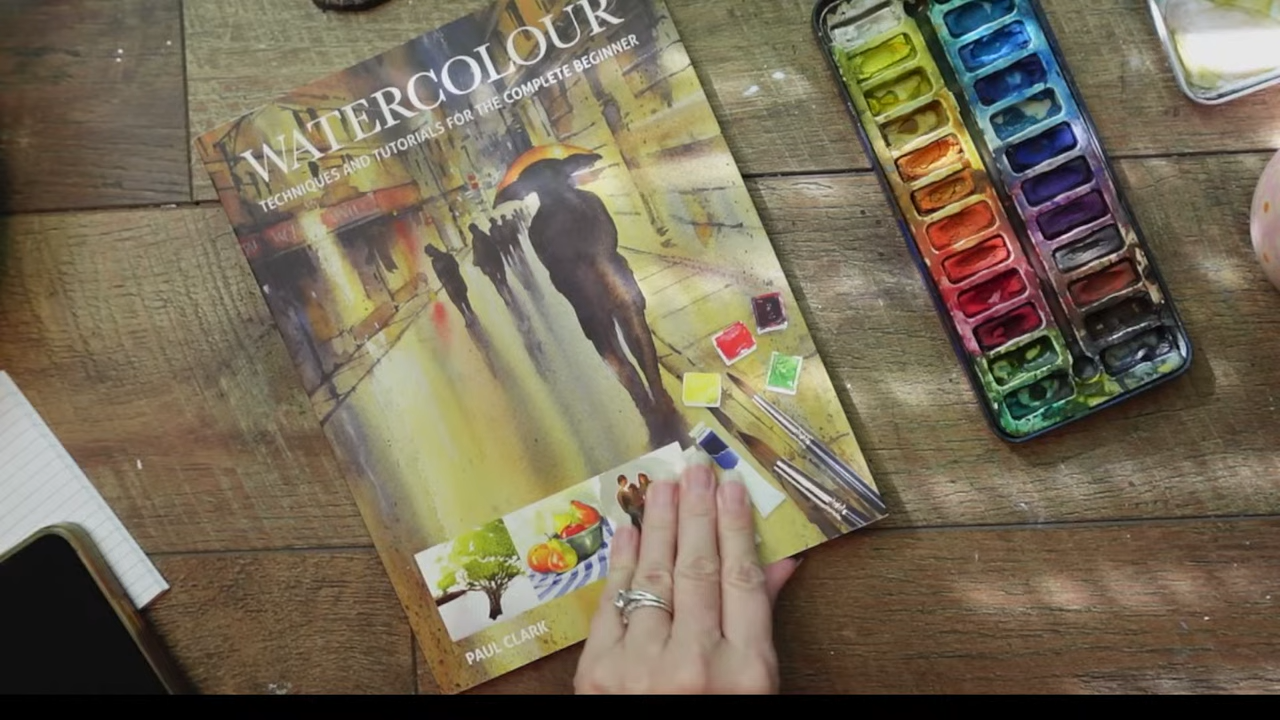 WATERCOLOUR
TECHNIQUES AND TUTORIALS FOR THE COMPLETE BEGINNER
PAUL CLARK